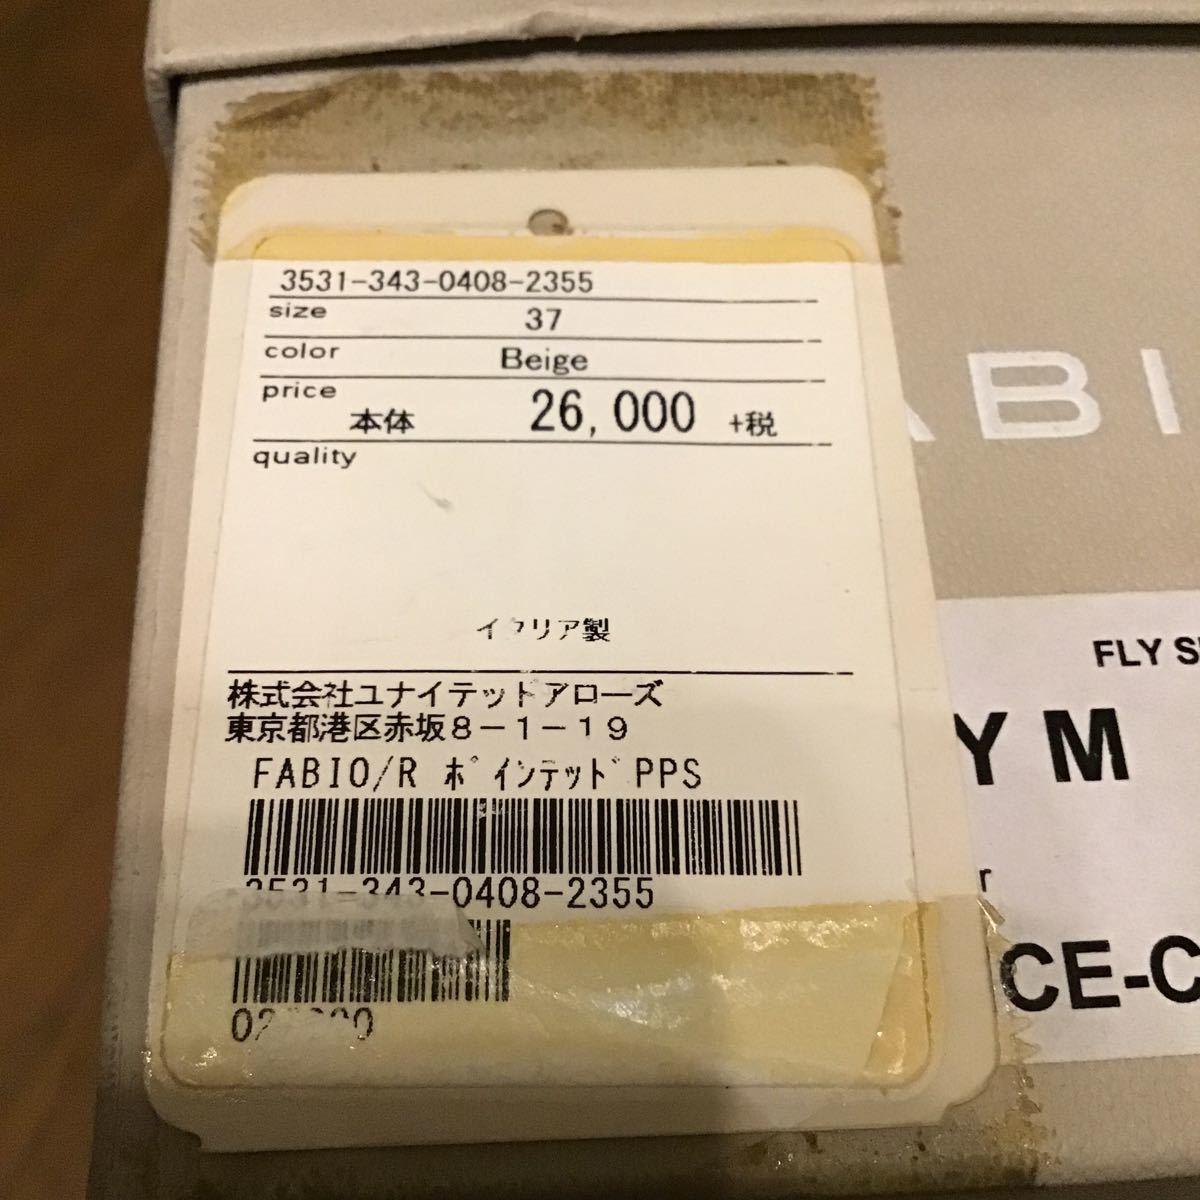 3531-343-0408-2355
size 37
color Beige
price 本体 26,000 +税
quality
イタリア製
株式会社ユナイテッドアローズ
東京都港区赤坂8-1-19
FABIO/R ポインテッドPPS
3531-343-0408-2355
ABI
FLY
Y M
CE-C